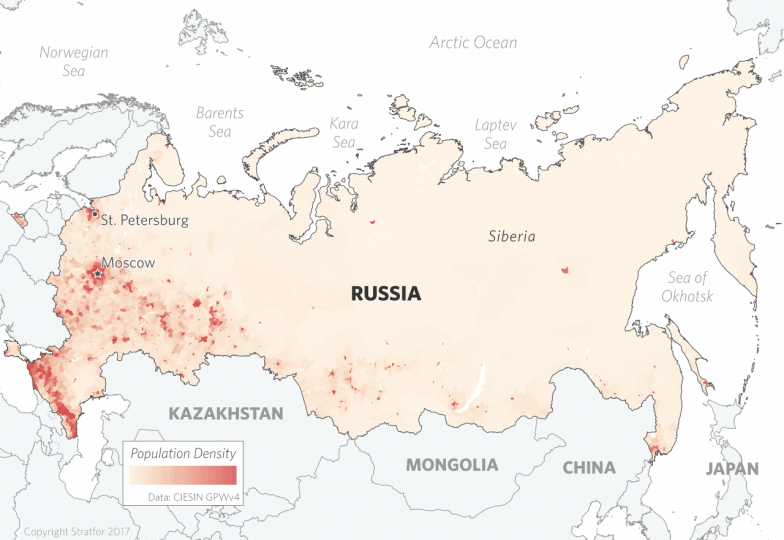 Arctic Ocean
Norwegian
Sea
Barents
Sea
Kara
Sea
Laptev
Sea
St. Petersburg
Siberia
Moscow
Sea of
Okhotsk
RUSSIA
KAZAKHSTAN
MONGOLIA
CHINA
JAPAN
Population Density
Data: CIESIN GPWv4
Copyright Stratfor 2017